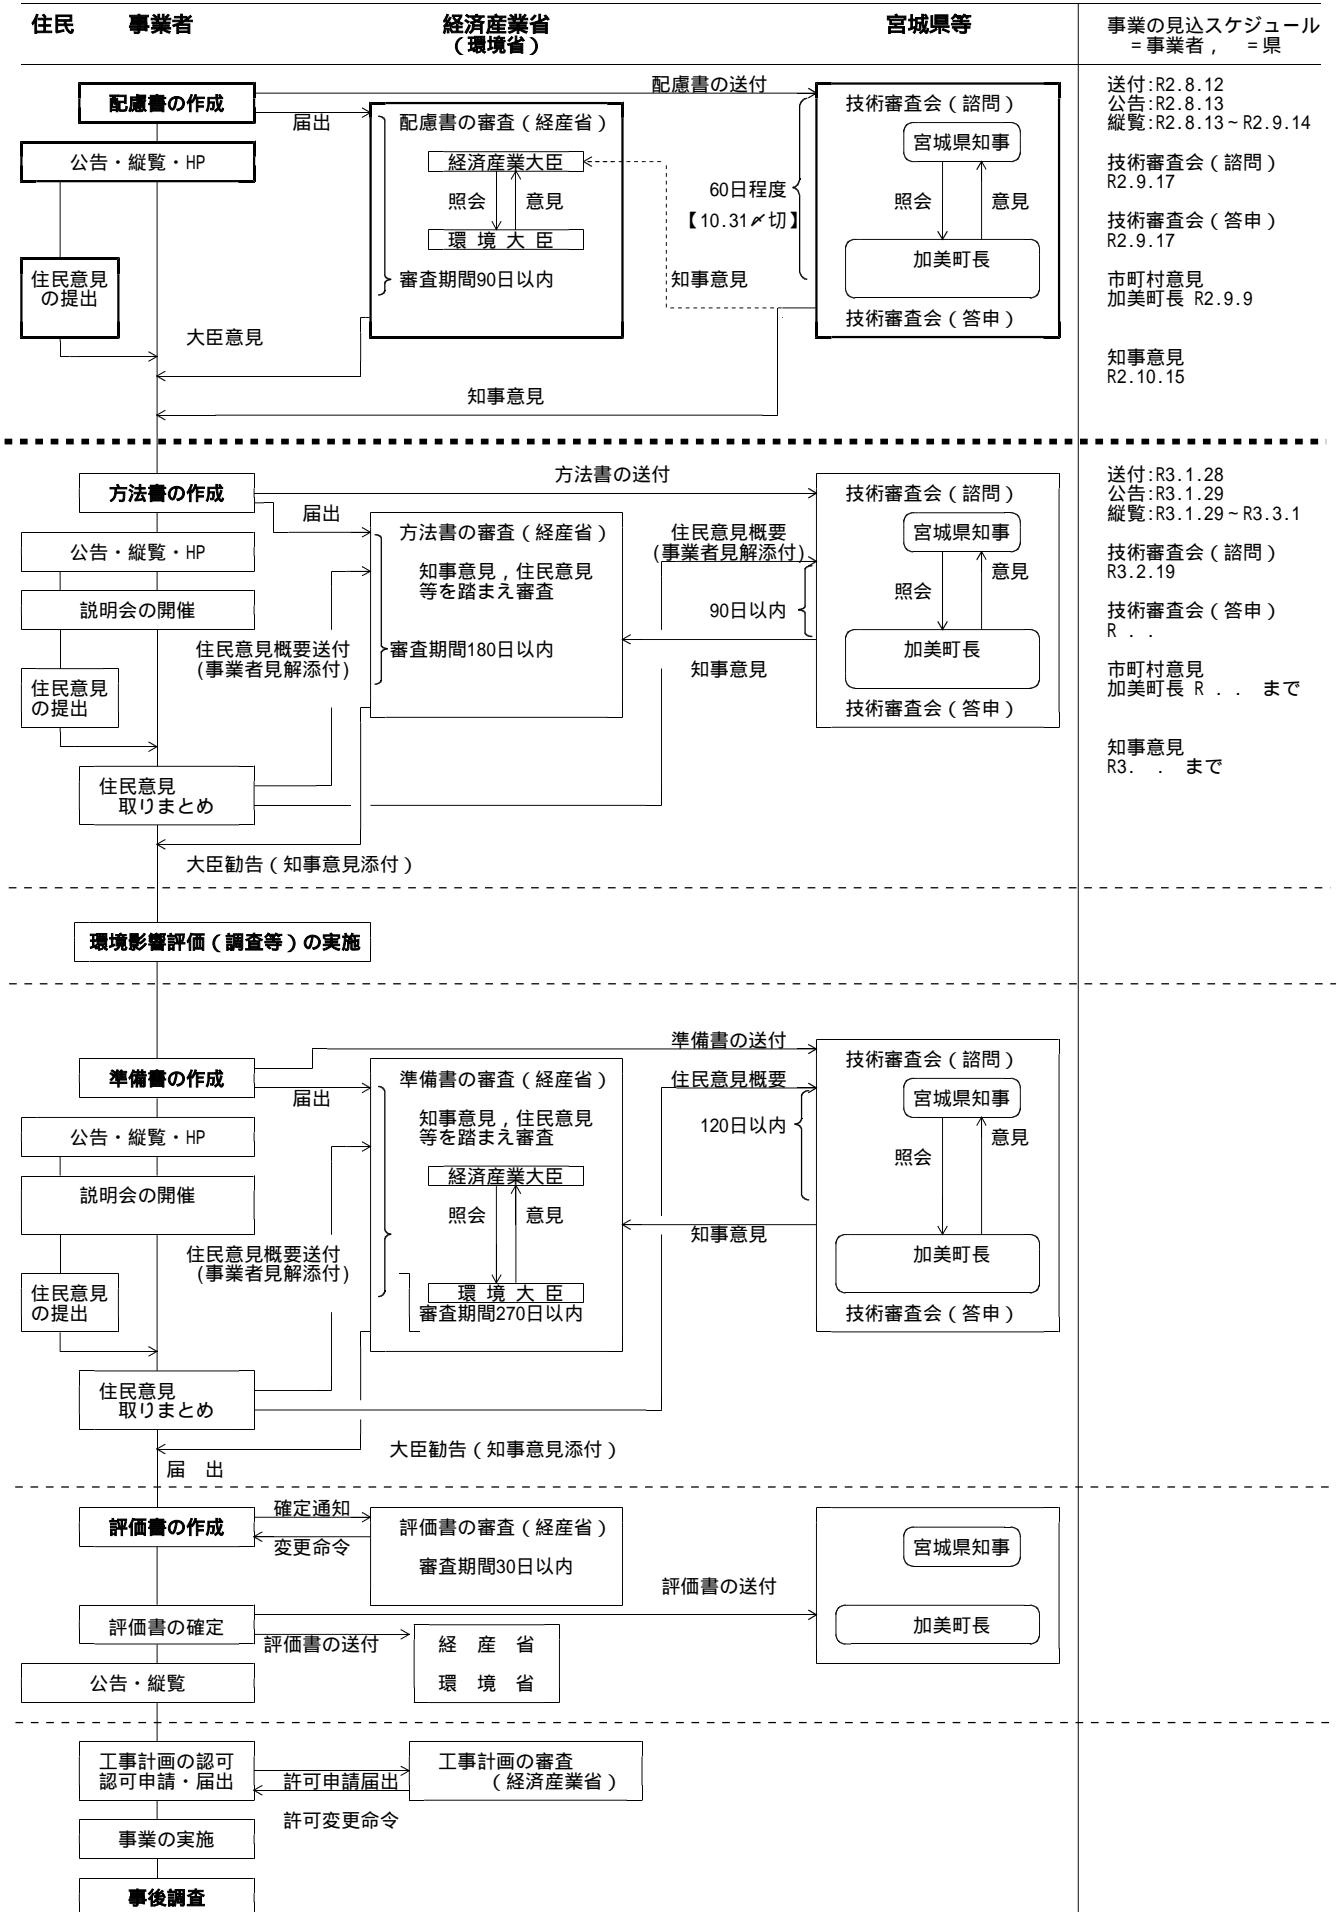 住民 事業者 経済産業省 宮城県等 事業の見込スケジュール
(環境省) =事業者, =県
配慮書の作成
届出
配慮書の送付
公告・縦覧・HP
住民意見
の提出
配慮書の審査(経産省)
経済産業大臣
照会 意見
環 境 大 臣
審査期間90日以内
大臣意見
知事意見
60日程度
【10.31〆切】
知事意見
技術審査会(諮問)
宮城県知事
照会 意見
加美町長
技術審査会(答申)
送付:R2.8.12
公告:R2.8.13
縦覧:R2.8.13~R2.9.14
技術審査会(諮問)
R2.9.17
技術審査会(答申)
R2.9.17
市町村意見
加美町長 R2.9.9
知事意見
R2.10.15
方法書の作成
届出
方法書の送付
公告・縦覧・HP
説明会の開催
住民意見
の提出
住民意見概要送付
(事業者見解添付)
住民意見
取りまとめ
方法書の審査(経産省)
知事意見,住民意見
等を踏まえ審査
審査期間180日以内
大臣勧告(知事意見添付)
住民意見概要
(事業者見解添付)
90日以内
知事意見
技術審査会(諮問)
宮城県知事
照会 意見
加美町長
技術審査会(答申)
送付:R3.1.28
公告:R3.1.29
縦覧:R3.1.29~R3.3.1
技術審査会(諮問)
R3.2.19
技術審査会(答申)
R . .
市町村意見
加美町長 R . . まで
知事意見
R3. . まで
環境影響評価(調査等)の実施
準備書の作成
届出
準備書の送付
公告・縦覧・HP
説明会の開催
住民意見
の提出
住民意見概要送付
(事業者見解添付)
住民意見
取りまとめ
準備書の審査(経産省)
知事意見,住民意見
等を踏まえ審査
経済産業大臣
照会 意見
環 境 大 臣
審査期間270日以内
大臣勧告(知事意見添付)
住民意見概要
120日以内
知事意見
技術審査会(諮問)
宮城県知事
照会 意見
加美町長
技術審査会(答申)
届 出
評価書の作成
確定通知
変更命令
評価書の審査(経産省)
審査期間30日以内
宮城県知事
加美町長
評価書の送付
評価書の確定
評価書の送付
経 産 省
環 境 省
公告・縦覧
工事計画の認可
認可申請・届出
許可申請届出
許可変更命令
工事計画の審査
(経済産業省)
事業の実施
事後調査